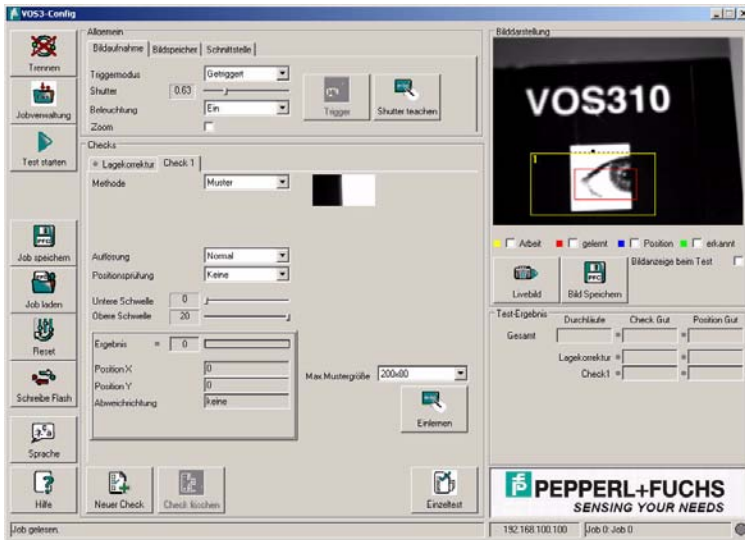 VOS3-Config
Trennen
Jobverwaltung
Test starten
Job speichern
Job laden
Reset
Schreibe Flash
Sprache
Hilfe
Allgemein
Bildaufnahme Bildspeicher Schnittstelle
Triggermodus Getriggert
Shutter 0.63
Beleuchtung Ein
Zoom
Trigger Shutter teachen
Checks
Lagekorrektur Check 1
Methode Muster
Auflösung Normal
Positionsprüfung Keine
Untere Schwelle 0
Obere Schwelle 20
Ergebnis = 0
Position X 0
Position Y 0
Abweichrichtung keine
Max.Mustergröße 200x80
Einlernen
Neuer Check Check löschen Einzeltest
Bilddarstellung
VOS310
1
Arbeit gelernt Position erkannt
Livebild Bild Speichern
Bildanzeige beim Test
Test-Ergebnis
Durchläufe Check Gut Position Gut
Gesamt = =
Lagekorrektur = =
Check1 = =
PEPPERL+FUCHS
SENSING YOUR NEEDS
Job gelesen.
192.168.100.100 Job 0: Job 0